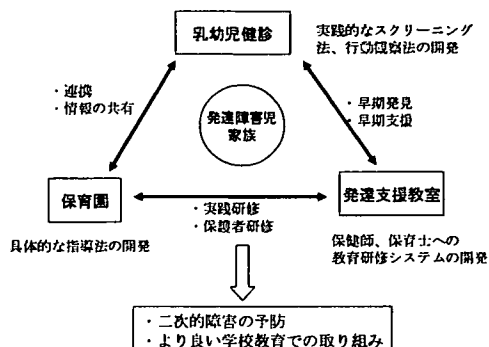 乳幼児健診
実践的なスクリーニング
法、行動観察法の開発
・連携
・情報の共有
・早期発見
・早期支援
発達障害児
家族
保育園
・実践研修
・保護者研修
発達支援教室
具体的な指導法の開発
保健師、保育士への
教育研修システムの開発
・二次的障害の予防
・より良い学校教育での取り組み